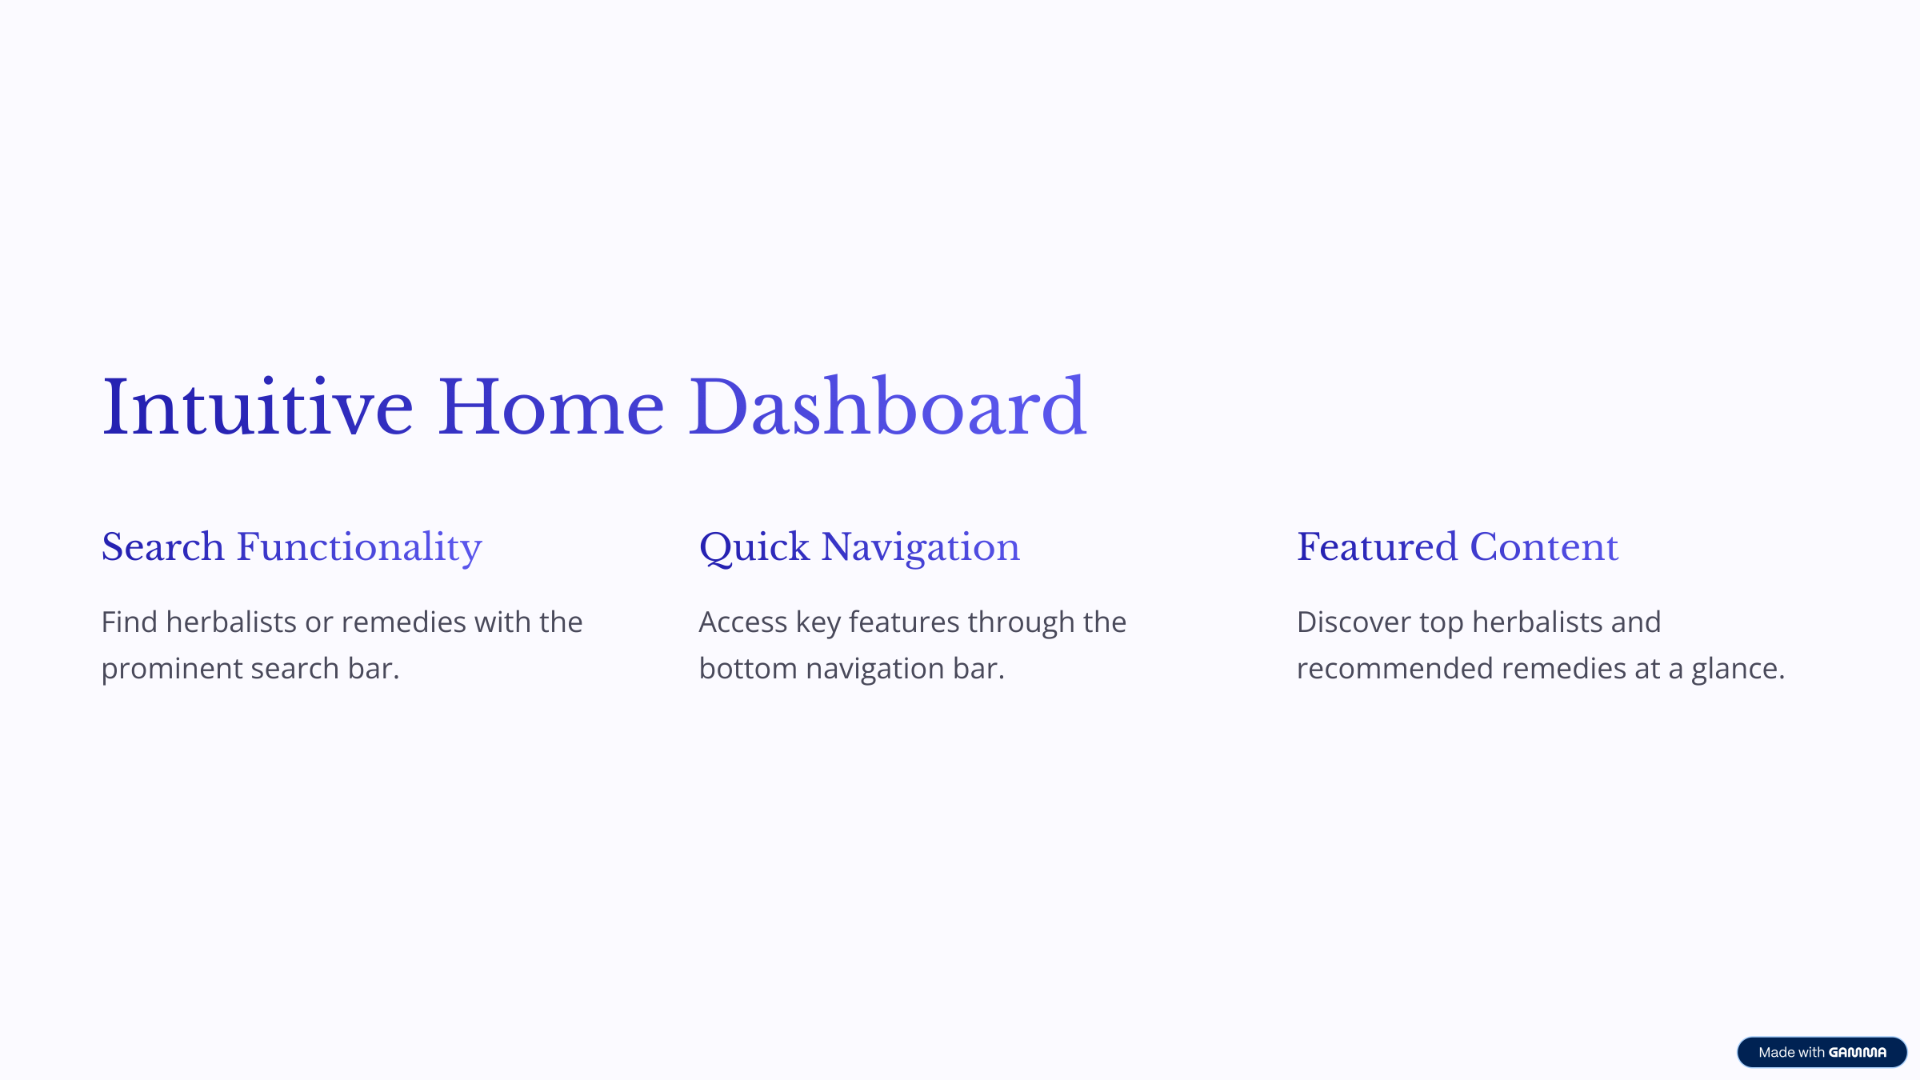 Intuitive Home Dashboard
Search Functionality
Find herbalists or remedies with the
prominent search bar.
Quick Navigation
Access key features through the
bottom navigation bar.
Featured Content
Discover top herbalists and
recommended remedies at a glance.
Made with GAMMA